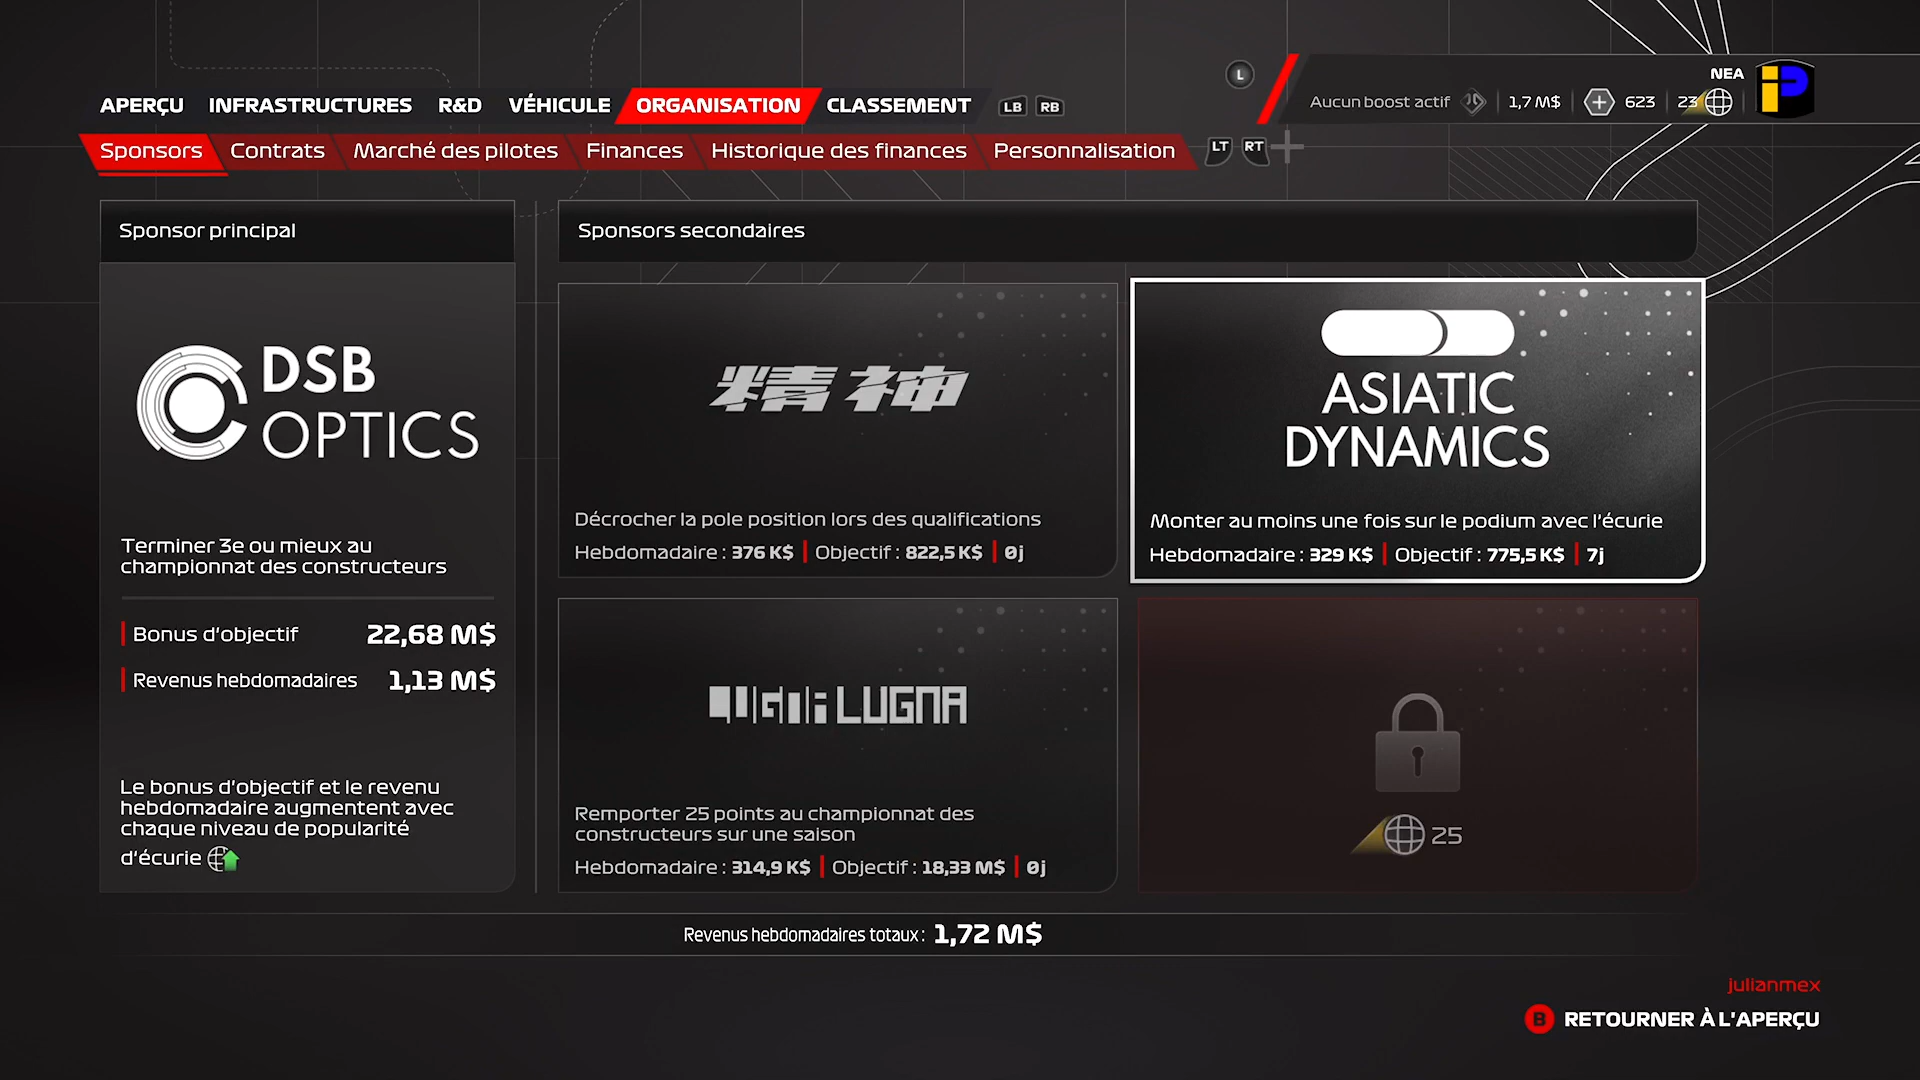 L
NEA
APERÇU INFRASTRUCTURES R&D VÉHICULE ORGANISATION CLASSEMENT LB RB
Aucun boost actif 1,7 M$ 623 23
Sponsors Contrats Marché des pilotes Finances Historique des finances Personnalisation LT RT
Sponsor principal
DSB
OPTICS
Terminer 3e ou mieux au
championnat des constructeurs
Bonus d'objectif 22,68 M$
Revenus hebdomadaires 1,13 M$
Le bonus d'objectif et le revenu
hebdomadaire augmentent avec
chaque niveau de popularité
d'écurie
Sponsors secondaires
精神
Décrocher la pole position lors des qualifications
Hebdomadaire : 376 K$ Objectif : 822,5 K$ 0j
ASIATIC
DYNAMICS
Monter au moins une fois sur le podium avec l'écurie
Hebdomadaire : 329 K$ Objectif : 775,5 K$ 7j
LUGNA
Remporter 25 points au championnat des
constructeurs sur une saison
Hebdomadaire : 314,9 K$ Objectif : 18,33 M$ 0j
25
Revenus hebdomadaires totaux : 1,72 M$
julianmex
B RETOURNER À L'APERÇU